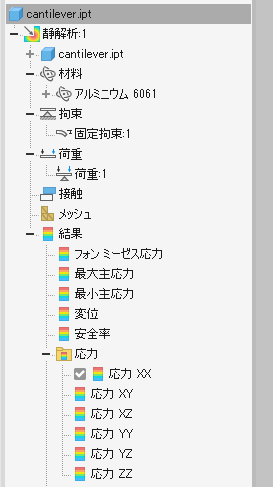 cantilever.ipt
静解析:1
cantilever.ipt
材料
アルミニウム 6061
拘束
固定拘束:1
荷重
荷重:1
接触
メッシュ
結果
フォン ミーゼス応力
最大主応力
最小主応力
変位
安全率
応力
応力 XX
応力 XY
応力 XZ
応力 YY
応力 YZ
応力 ZZ